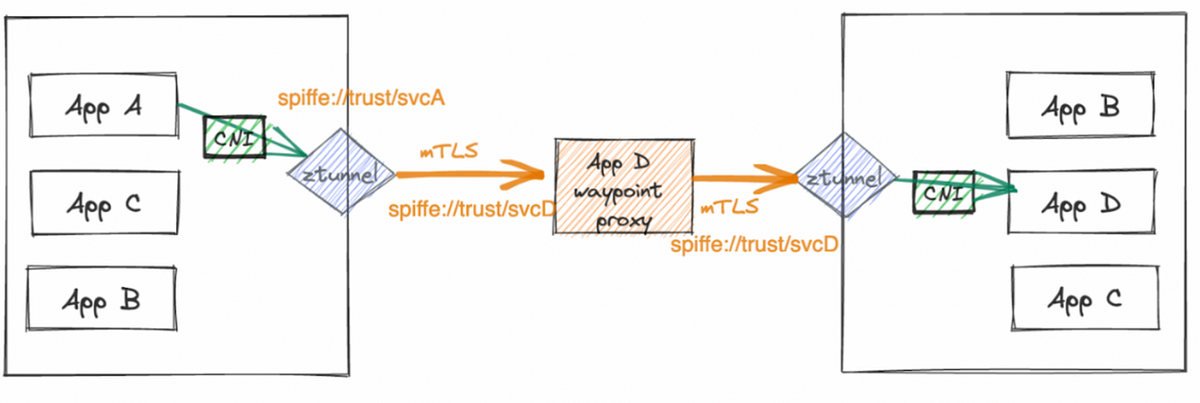 App A
App C
App B
CNI
spiffe://trust/svcA
ztunnel
mTLS
spiffe://trust/svcD
App D
waypoint
proxy
mTLS
spiffe://trust/svcD
ztunnel
CNI
App B
App D
App C